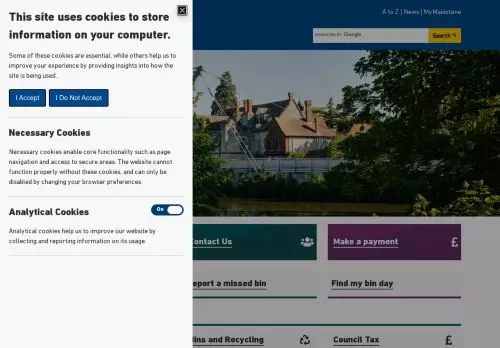 This site uses cookies to store
information on your computer.
Some of these cookies are essential, while others help us to
improve your experience by providing insights into how the
site is being used.
I Accept
I Do Not Accept
Necessary Cookies
Necessary cookies enable core functionality such as page
navigation and access to secure areas. The website cannot
function properly without these cookies, and can only be
disabled by changing your browser preferences.
Analytical Cookies
On
Analytical cookies help us to improve our website by
collecting and reporting information on its usage.
A to Z | News | MyMaidstone
ENHANCED BY Google
Search
Contact Us
Make a payment
£
eport a missed bin
Find my bin day
ins and Recycling
Council Tax
£